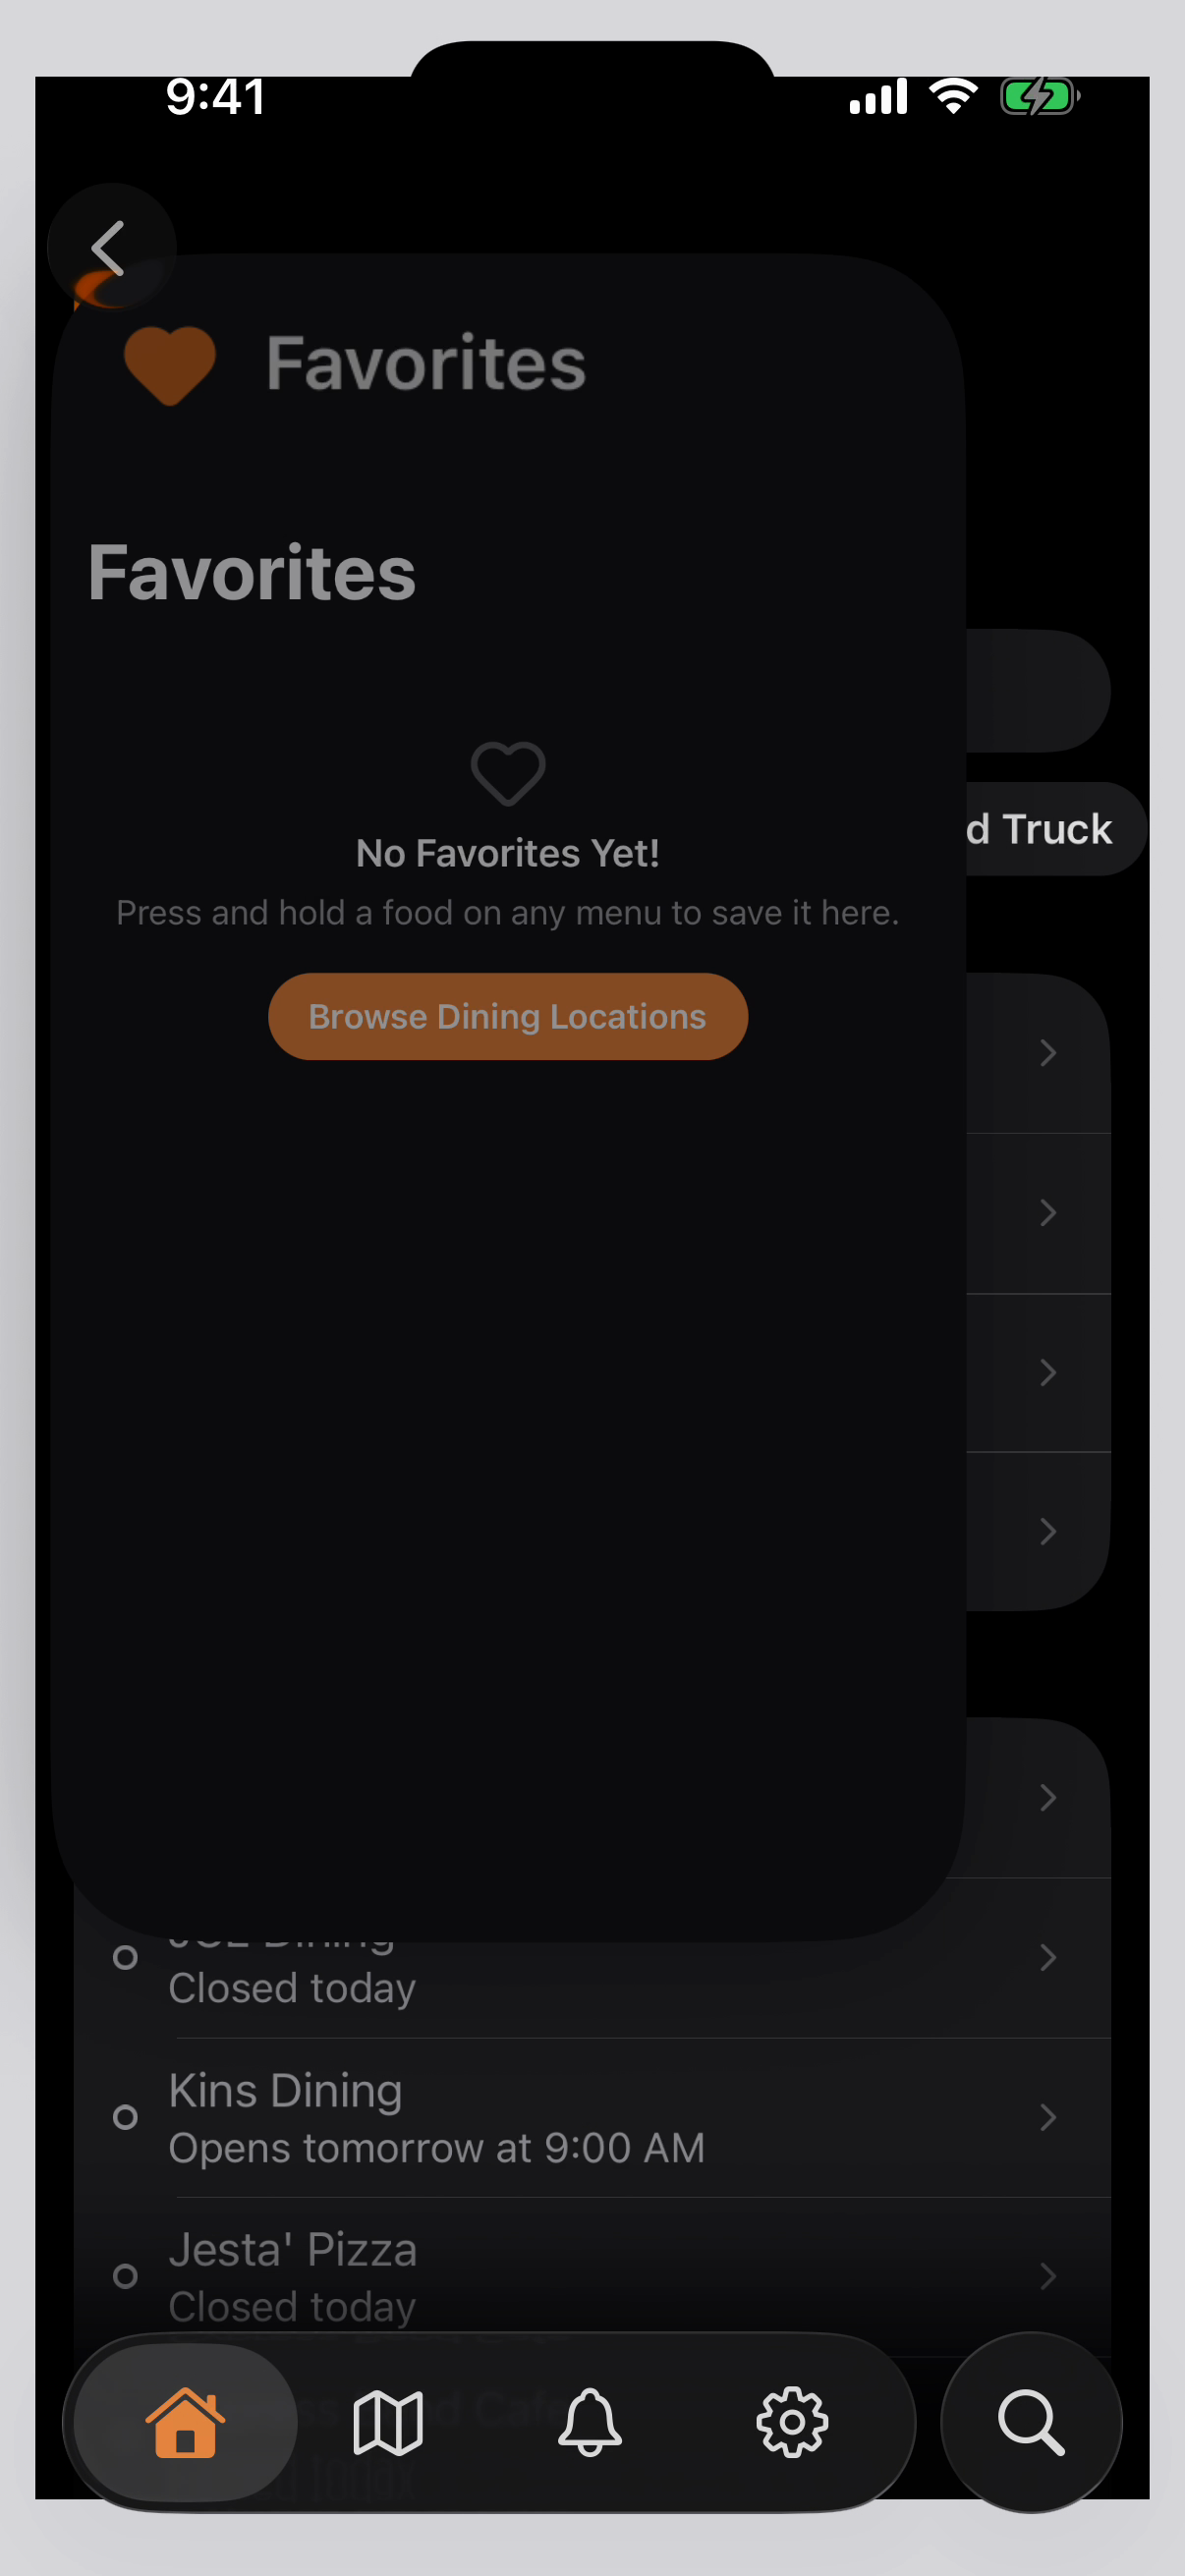 9:41
Favorites
Favorites
d Truck
No Favorites Yet!
Press and hold a food on any menu to save it here.
Browse Dining Locations
Dining
Closed today
Kins Dining
Opens tomorrow at 9:00 AM
Jesta' Pizza
Closed today